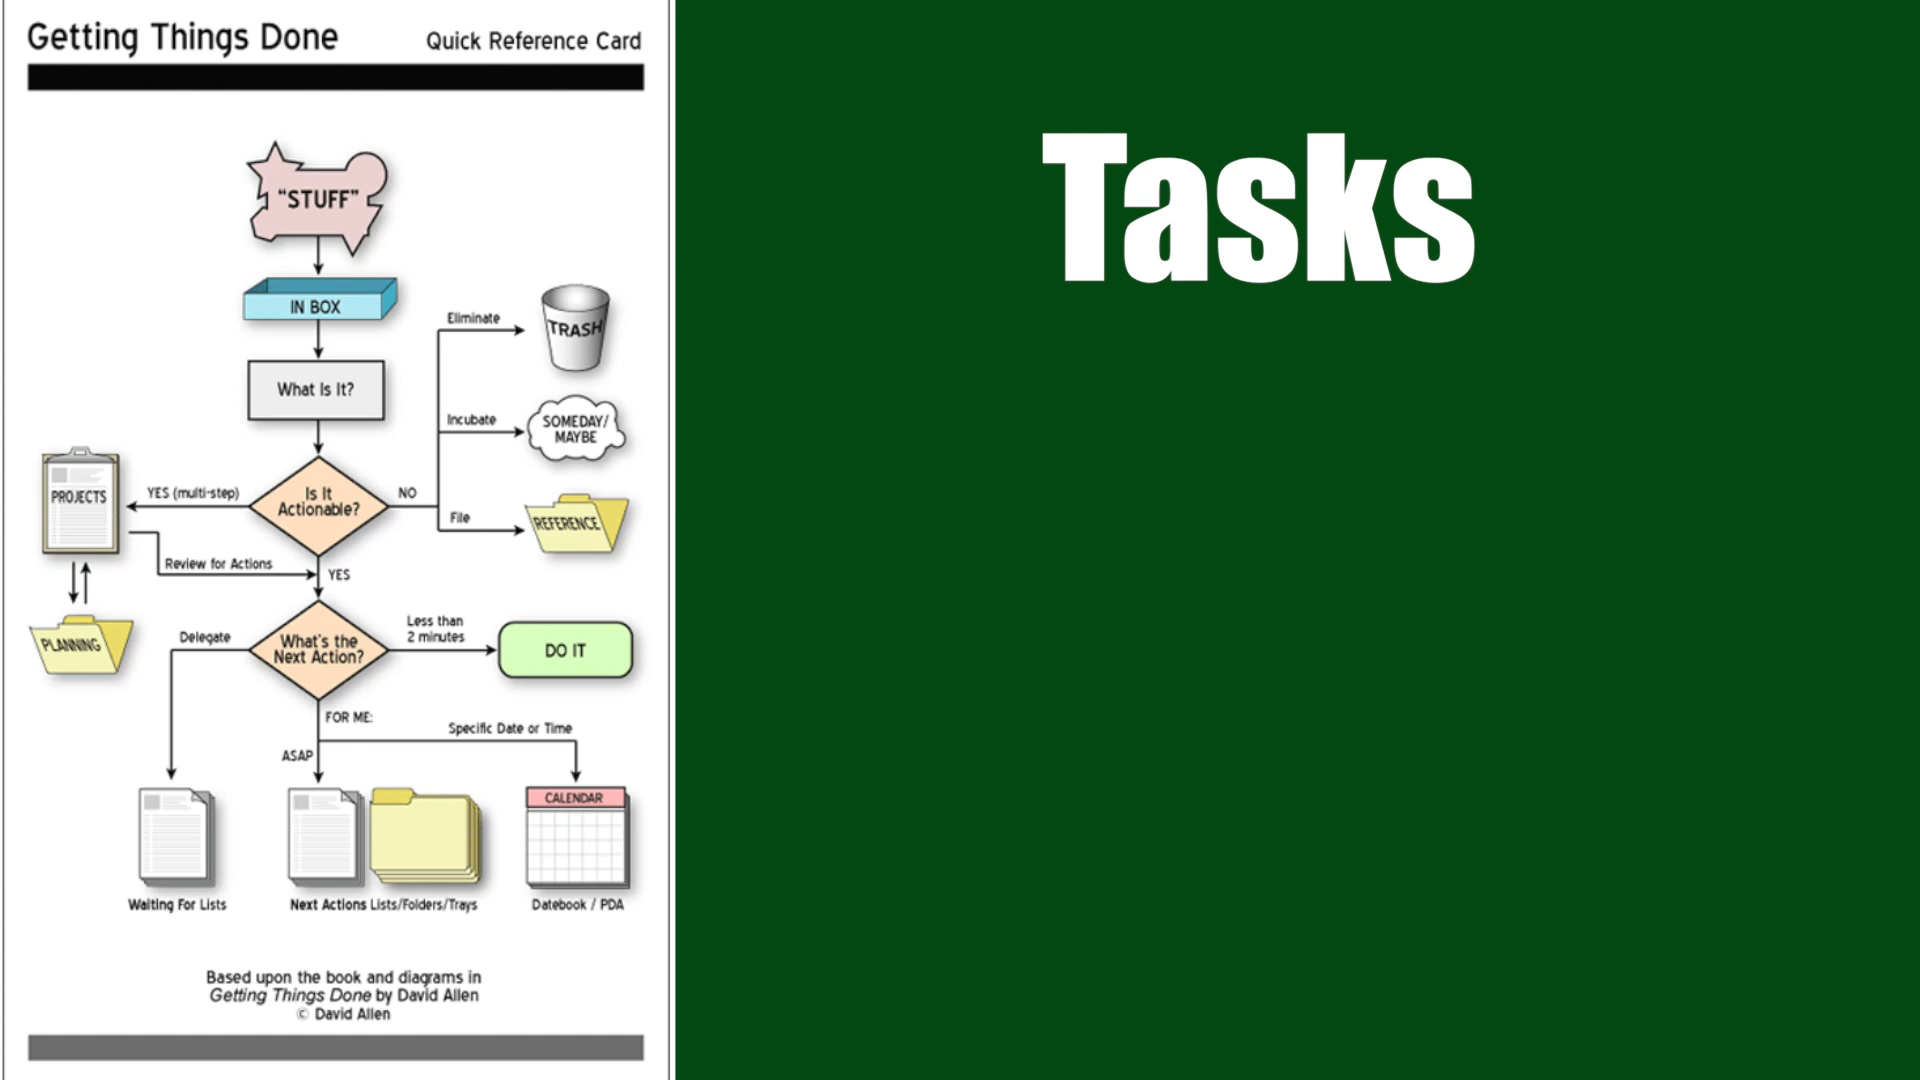 Getting Things Done
Quick Reference Card
Tasks
“STUFF”
IN BOX
What Is It?
Eliminate
TRASH
Incubate
SOMEDAY/
MAYBE
PROJECTS
YES (multi-step)
Is It
Actionable?
NO
File
REFERENCE
Review for Actions
YES
PLANNING
Delegate
What's the
Next Action?
Less than
2 minutes
DO IT
FOR ME:
Specific Date or Time
ASAP
CALENDAR
Waiting For Lists
Next Actions Lists/Folders/Trays
Datebook / PDA
Based upon the book and diagrams in
Getting Things Done by David Allen
© David Allen